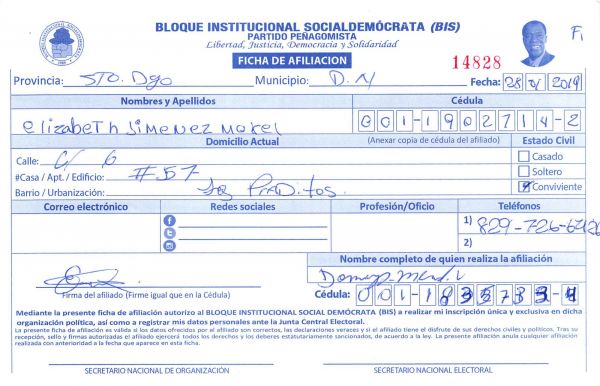 BLOQUE INSTITUCIONAL SOCIALDEMÓCRATA (BIS)
PARTIDO PEÑAGOMISTA
Libertad, Justicia, Democracia y Solidaridad
FICHA DE AFILIACION
14828
Provincia: STO. Dgo Municipio: D.N Fecha: 28 2019
Nombres y Apellidos Cédula
elizabeth Jimenez Morel 001-1902714-2
Domicilio Actual (Anexar copia de cédula del afiliado) Estado Civil
Calle: C/ 6 Casado
#Casa / Apt. / Edificio: #57 Soltero
Barrio / Urbanización: Los Praditos. Conviviente
Correo electrónico Redes sociales Profesión/Oficio Teléfonos
1) 829-726-6426
2)
Nombre completo de quien realiza la afiliación
Firma del afiliado (Firme igual que en la Cédula) Cédula: 001-1835733-4
Mediante la presente ficha de afiliación autorizo al BLOQUE INSTITUCIONAL SOCIAL DEMÓCRATA (BIS) a realizar mi inscripción única y exclusiva en dicha
organización política, así como a registrar mis datos personales ante la Junta Central Electoral.
La presente ficha de afiliación es válida si los datos ofrecidos por el afiliado son correctos, las declaraciones veraces y si el afiliado tiene el disfrute de sus derechos civiles y políticos. Tras su
recepción, sello y firmas autorizadas el afiliado ejercerá todos los derechos y los deberes estatutariamente sancionados, de acuerdo a la ley. La presente afiliación anula cualquier afiliación
realizada con anterioridad a la fecha que aparece en esta ficha.
SECRETARIO NACIONAL DE ORGANIZACIÓN SECRETARIO NACIONAL ELECTORAL